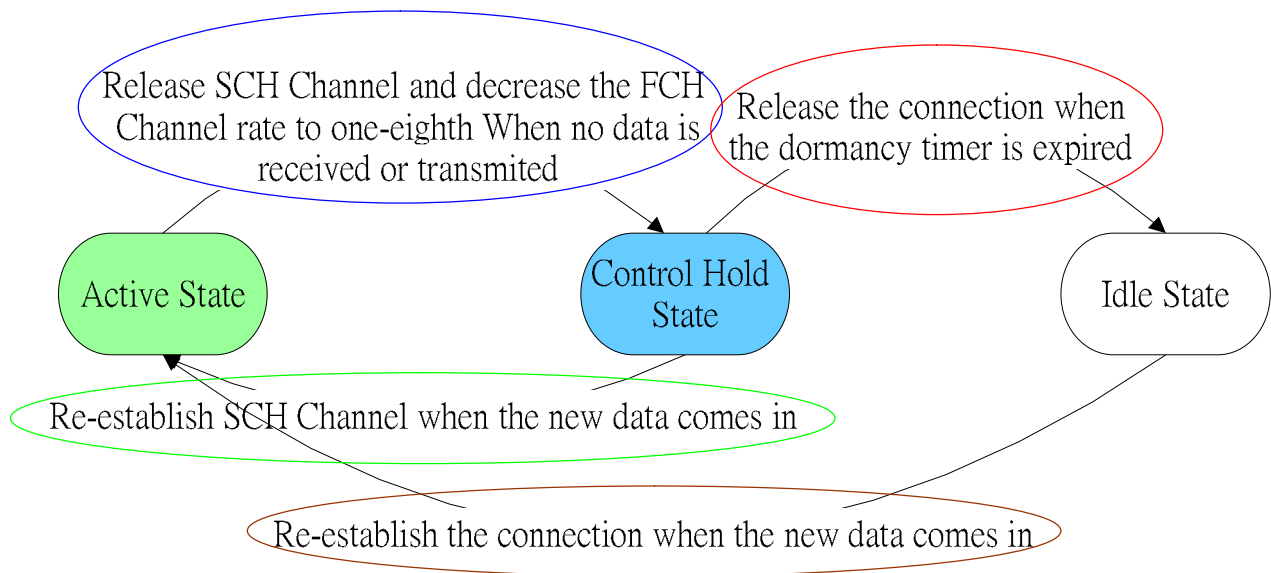 Release SCH Channel and decrease the FCH
Channel rate to one-eighth When no data is
received or transmited
Release the connection when
the dormancy timer is expired
Active State
Control Hold
State
Idle State
Re-establish SCH Channel when the new data comes in
Re-establish the connection when the new data comes in